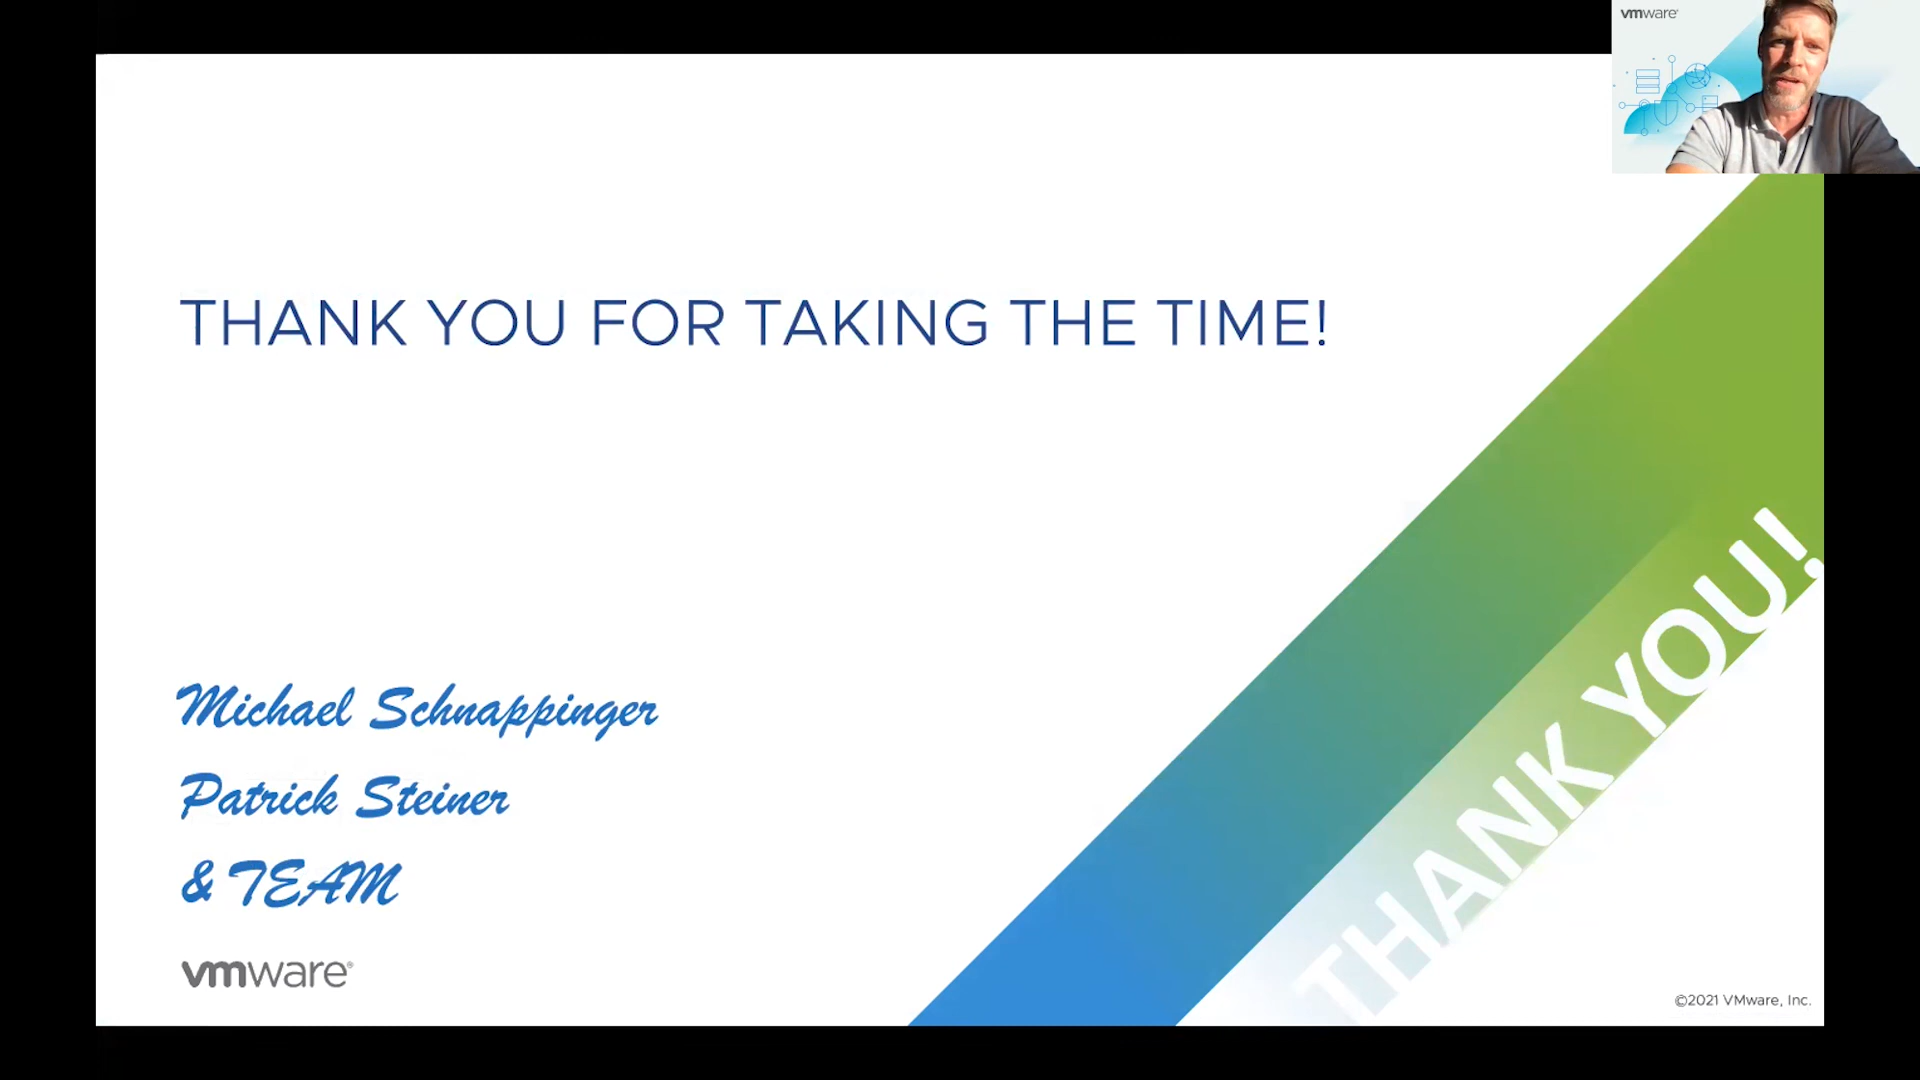 vmware®
THANK YOU FOR TAKING THE TIME!
THANK YOU!
Michael Schnappinger
Patrick Steiner
& TEAM
vmware®
©2021 VMware, Inc.